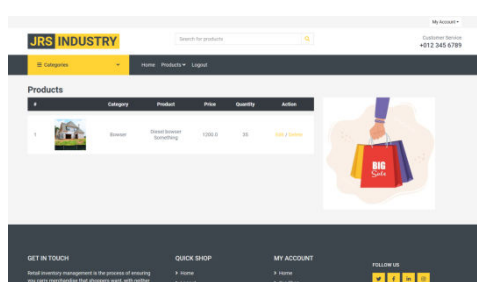 My Account
JRS INDUSTRY
Search for products
Customer Service
+012 345 6789
Categories
Home Products Logout
Products
# Category Product Price Quantity Action
1 Bowser Diesel bowser Something 1200.0 Edit / Delete
BIG
Sale
GET IN TOUCH
QUICK SHOP
MY ACCOUNT
FOLLOW US
Retail inventory management is the process of ensuring
you carry merchandise that shoppers want, with neither
Home
Home